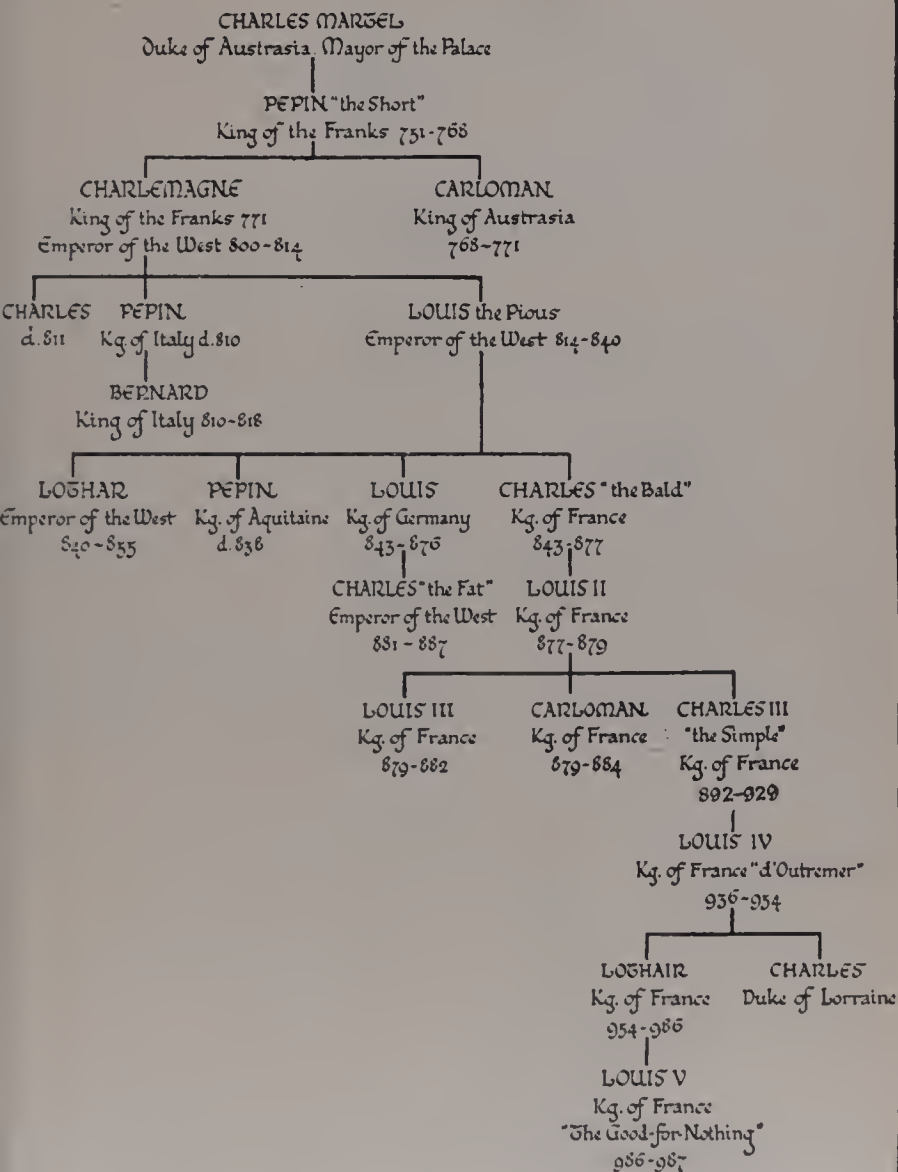 CHARLES MARTEL
Duke of Austrasia. Mayor of the Palace
PEPIN "the Short"
King of the Franks 751-768
CHARLEMAGNE
King of the Franks 771
Emperor of the West 800-814
CARLOMAN
King of Austrasia
768-771
CHARLES
d.811
PEPIN
Kg. of Italy d.810
LOUIS the Pious
Emperor of the West 814-840
BERNARD
King of Italy 810-818
LOTHAR
Emperor of the West
840-855
PEPIN
Kg. of Aquitaine
d.838
LOUIS
Kg. of Germany
843-876
CHARLES "the Bald"
Kg. of France
843-877
CHARLES "the Fat"
Emperor of the West
881-887
LOUIS II
Kg. of France
877-879
LOUIS III
Kg. of France
879-882
CARLOMAN
Kg. of France
879-884
CHARLES III
"the Simple"
Kg. of France
892-929
LOUIS IV
Kg. of France "d'Outremer"
936-954
LOTHAIR
Kg. of France
954-986
CHARLES
Duke of Lorraine
LOUIS V
Kg. of France
"The Good-for-Nothing"
986-987